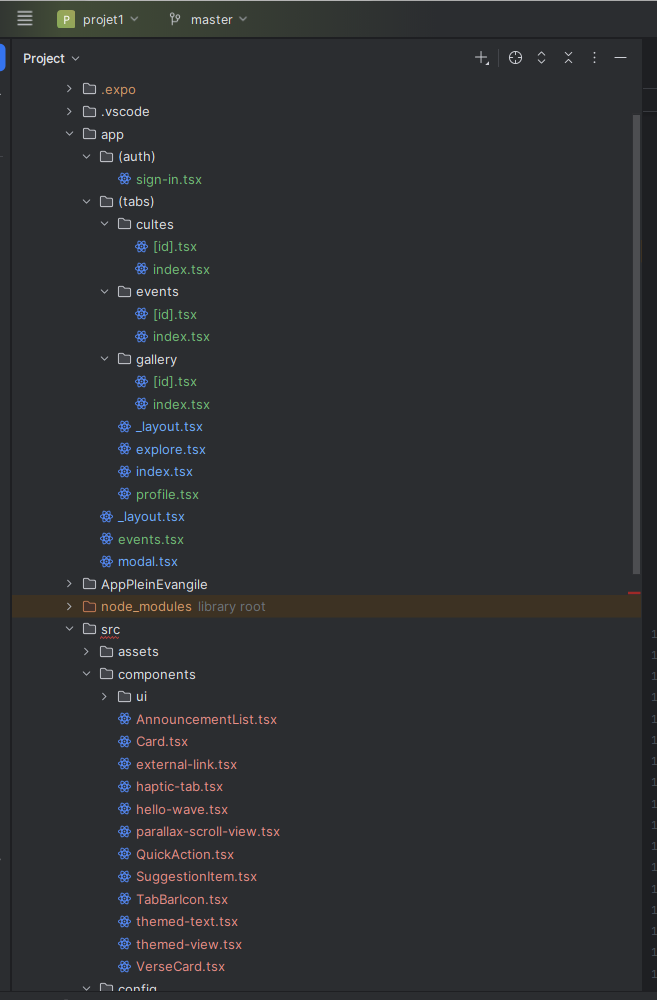 P projet1 master
Project
.expo
.vscode
app
(auth)
sign-in.tsx
(tabs)
cultes
[id].tsx
index.tsx
events
[id].tsx
index.tsx
gallery
[id].tsx
index.tsx
_layout.tsx
explore.tsx
index.tsx
profile.tsx
_layout.tsx
events.tsx
modal.tsx
AppPleinEvangile
node_modules library root
src
assets
components
ui
AnnouncementList.tsx
Card.tsx
external-link.tsx
haptic-tab.tsx
hello-wave.tsx
parallax-scroll-view.tsx
QuickAction.tsx
SuggestionItem.tsx
TabBarIcon.tsx
themed-text.tsx
themed-view.tsx
VerseCard.tsx
config